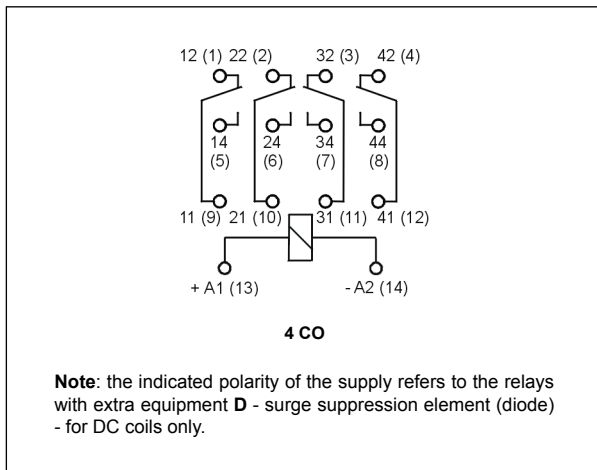 12 (1) 22 (2) 32 (3) 42 (4)
14 24 34 44
(5) (6) (7) (8)
11 (9) 21 (10) 31 (11) 41 (12)
+ A1 (13) - A2 (14)
4 CO
Note: the indicated polarity of the supply refers to the relays
with extra equipment D - surge suppression element (diode)
- for DC coils only.